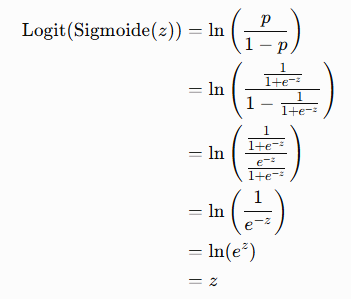 Logit(Sigmoide(z)) = ln(p / (1 − p))
= ln((1 / (1+e^{−z})) / (1 − 1 / (1+e^{−z})))
= ln((1 / (1+e^{−z})) / (e^{−z} / (1+e^{−z})))
= ln(1 / e^{−z})
= ln(e^z)
= z